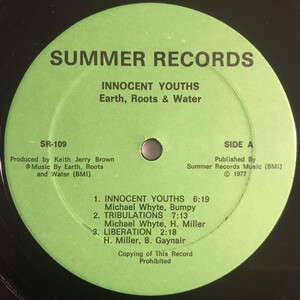 SUMMER RECORDS
INNOCENT YOUTHS
Earth, Roots & Water
SR-109
SIDE A
Produced by Keith Jerry Brown
℗Music By Earth, Roots
and Water (BMI)
Published By
Summer Records Music (BMI)
© 1977
1. INNOCENT YOUTHS 6:19
Michael Whyte, Bumpy
2. TRIBULATIONS 7:13
Michael Whyte, H. Miller
3. LIBERATION 2:18
H. Miller, B. Gaynair
Copying of This Record
Prohibited